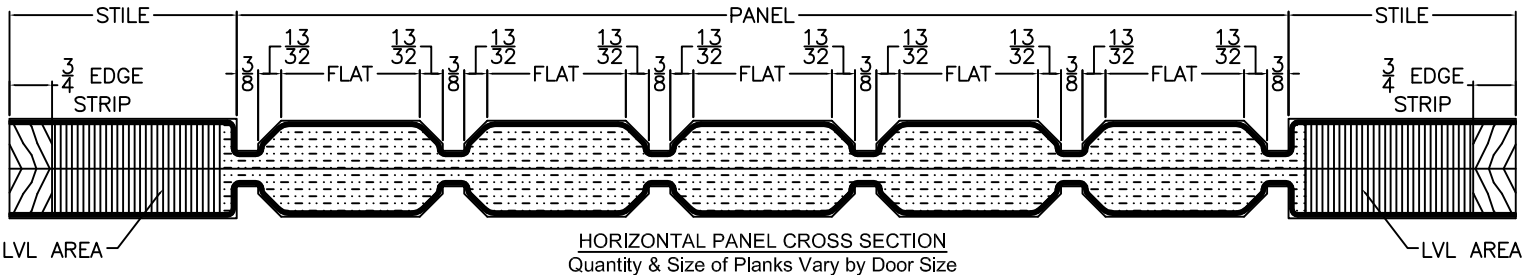 STILE PANEL STILE
3/8 13/32 FLAT 13/32 3/8 13/32 FLAT 13/32 3/8 13/32 FLAT 13/32 3/8 13/32 FLAT 13/32 3/8 13/32 FLAT 13/32 3/8
3/4 EDGE STRIP
3/4 EDGE STRIP
LVL AREA
LVL AREA
HORIZONTAL PANEL CROSS SECTION
Quantity & Size of Planks Vary by Door Size